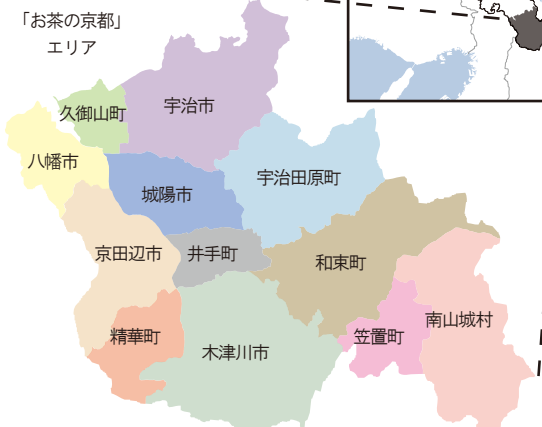 「お茶の京都」
エリア
久御山町
宇治市
八幡市
城陽市
宇治田原町
京田辺市
井手町
和束町
精華町
木津川市
笠置町
南山城村